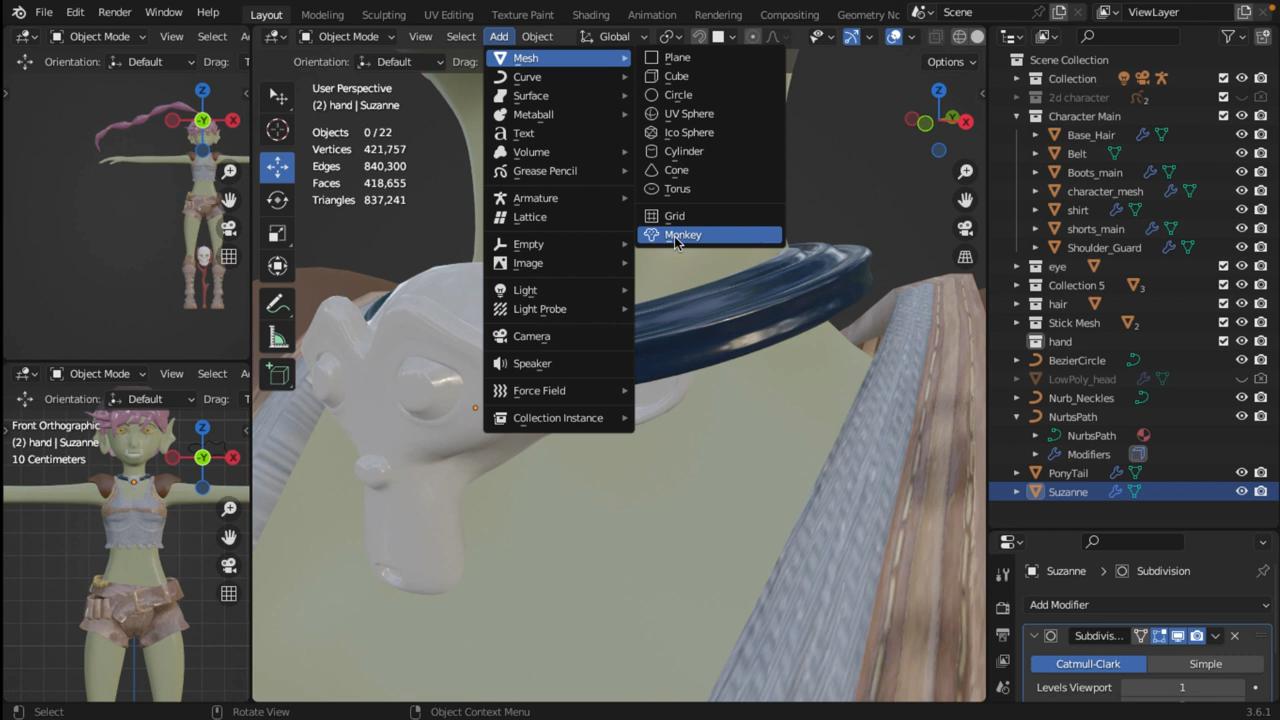 File Edit Render Window Help Layout Modeling Sculpting UV Editing Texture Paint Shading Animation Rendering Compositing Geometry Nc Scene ViewLayer
Object Mode View Select
Object Mode View Select Add Object Global
Orientation: Default Drag:
Orientation: Default Drag:
Options
User Perspective
(2) hand | Suzanne
Objects 0 / 22
Vertices 421,757
Edges 840,300
Faces 418,655
Triangles 837,241
Z
-Y
X
Mesh
Curve
Surface
Metaball
Text
Volume
Grease Pencil
Armature
Lattice
Empty
Image
Light
Light Probe
Camera
Speaker
Force Field
Collection Instance
Plane
Cube
Circle
UV Sphere
Ico Sphere
Cylinder
Cone
Torus
Grid
Monkey
Z
Y
X
Scene Collection
Collection
2d character 2
Character Main
Base_Hair
Belt
Boots_main
character_mesh
shirt
shorts_main
Shoulder_Guard
eye
Collection 5 3
hair
Stick Mesh 2
hand
BezierCircle
LowPoly_head
Nurb_Neckles
NurbsPath
NurbsPath
Modifiers
PonyTail
Suzanne
Object Mode View Select
Orientation: Default
Front Orthographic
(2) hand | Suzanne
10 Centimeters
Z
-Y
X
Suzanne Subdivision
Add Modifier
Subdivis...
Catmull-Clark Simple
Levels Viewport 1
Select Rotate View Object Context Menu 3.6.1